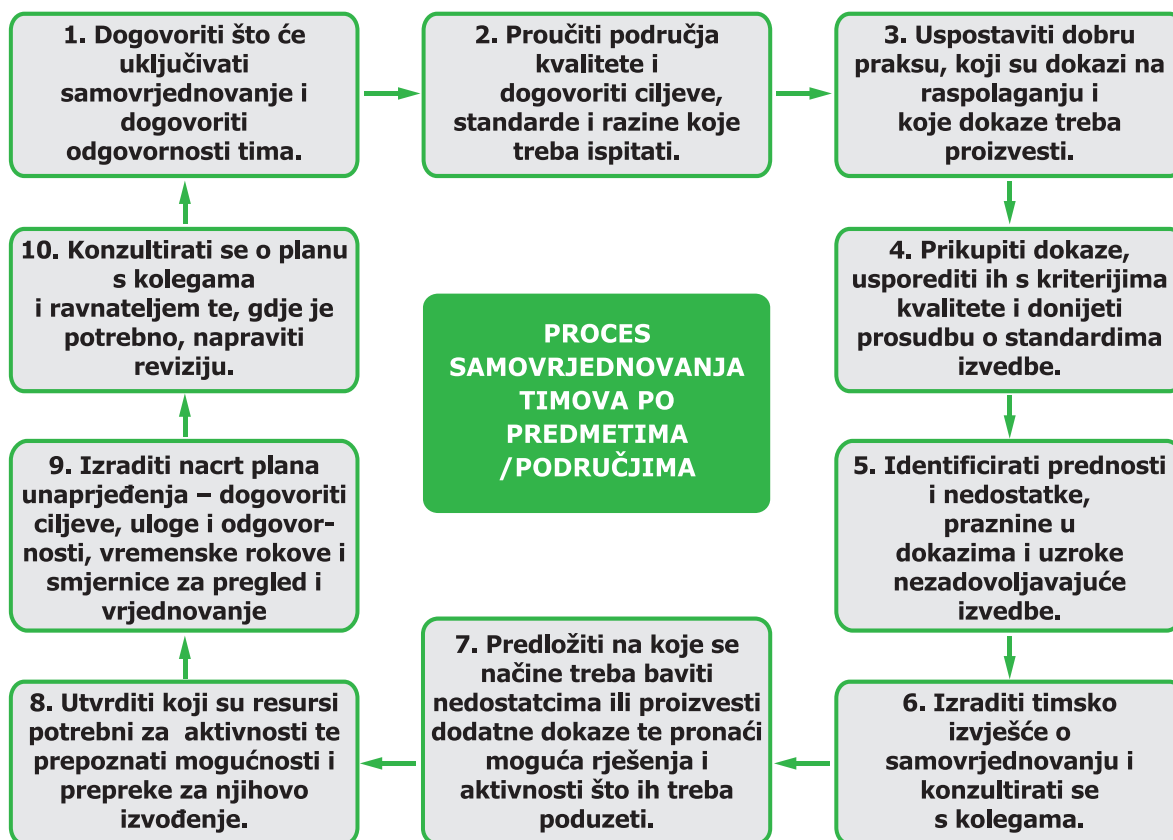 1. Dogovoriti što će
uključivati
samovrjednovanje i
dogovoriti
odgovornosti tima.
2. Proučiti područja
kvalitete i
dogovoriti ciljeve,
standarde i razine koje
treba ispitati.
3. Uspostaviti dobru
praksu, koji su dokazi na
raspolaganju i
koje dokaze treba
proizvesti.
4. Prikupiti dokaze,
usporediti ih s kriterijima
kvalitete i donijeti
prosudbu o standardima
izvedbe.
5. Identificirati prednosti
i nedostatke,
praznine u
dokazima i uzroke
nezadovoljavajuće
izvedbe.
6. Izraditi timsko
izvješće o
samovrjednovanju i
konzultirati se
s kolegama.
7. Predložiti na koje se
načine treba baviti
nedostatcima ili proizvesti
dodatne dokaze te pronaći
moguća rješenja i
aktivnosti što ih treba
poduzeti.
8. Utvrditi koji su resursi
potrebni za aktivnosti te
prepoznati mogućnosti i
prepreke za njihovo
izvođenje.
9. Izraditi nacrt plana
unaprjeđenja – dogovoriti
ciljeve, uloge i odgovor-
nosti, vremenske rokove i
smjernice za pregled i
vrjednovanje
10. Konzultirati se o planu
s kolegama
i ravnateljem te, gdje je
potrebno, napraviti
reviziju.
PROCES
SAMOVRJEDNOVANJA
TIMOVA PO
PREDMETIMA
/PODRUČJIMA